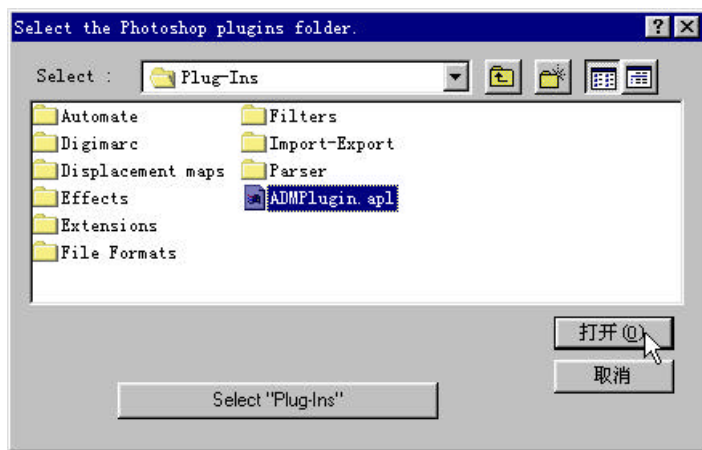 Select the Photoshop plugins folder.
Select : Plug-Ins
Automate Filters
Digimarc Import-Export
Displacement maps Parser
Effects ADMPlugin.apl
Extensions
File Formats
打开(O)
取消
Select "Plug-Ins"